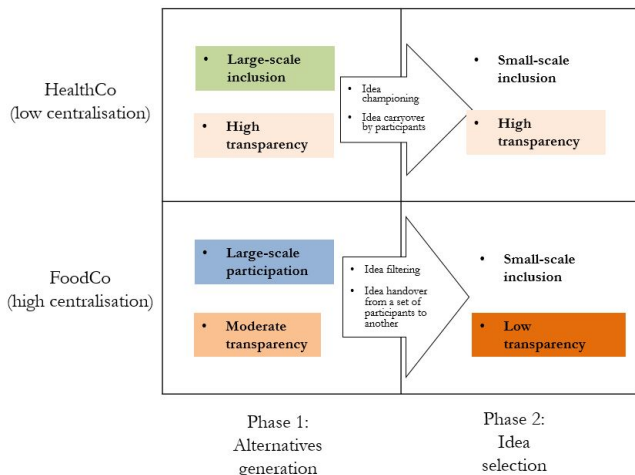 HealthCo
(low centralisation)
• Large-scale
inclusion
• High
transparency
• Idea
championing
• Idea carryover
by participants
• Small-scale
inclusion
• High
transparency
FoodCo
(high centralisation)
• Large-scale
participation
• Moderate
transparency
• Idea filtering
• Idea handover
from a set of
participants to
another
• Small-scale
inclusion
• Low
transparency
Phase 1:
Alternatives
generation
Phase 2:
Idea
selection